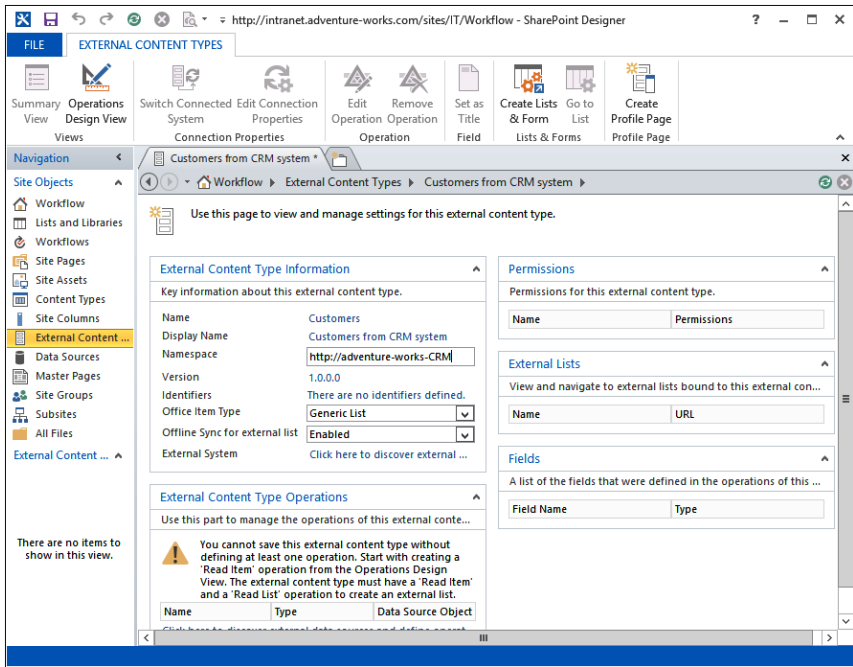 http://intranet.adventure-works.com/sites/IT/Workflow - SharePoint Designer
FILE
EXTERNAL CONTENT TYPES
Summary View
Operations Design View
Views
Switch Connected System
Edit Connection Properties
Connection Properties
Edit Operation
Remove Operation
Operation
Set as Title
Field
Create Lists & Form
Go to List
Lists & Forms
Create Profile Page
Profile Page
Navigation
Customers from CRM system *
Site Objects
Workflow
Lists and Libraries
Workflows
Site Pages
Site Assets
Content Types
Site Columns
External Content ...
Data Sources
Master Pages
Site Groups
Subsites
All Files
External Content ...
There are no items to
show in this view.
Workflow
External Content Types
Customers from CRM system
Use this page to view and manage settings for this external content type.
External Content Type Information
Key information about this external content type.
Name Customers
Display Name Customers from CRM system
Namespace http://adventure-works-CRM
Version 1.0.0.0
Identifiers There are no identifiers defined.
Office Item Type Generic List
Offline Sync for external list Enabled
External System Click here to discover external ...
External Content Type Operations
Use this part to manage the operations of this external conte...
You cannot save this external content type without
defining at least one operation. Start with creating a
'Read Item' operation from the Operations Design
View. The external content type must have a 'Read Item'
and a 'Read List' operation to create an external list.
Name Type Data Source Object
Click here to discover external data sources and define operat...
Permissions
Permissions for this external content type.
Name Permissions
External Lists
View and navigate to external lists bound to this external con...
Name URL
Fields
A list of the fields that were defined in the operations of this ...
Field Name Type